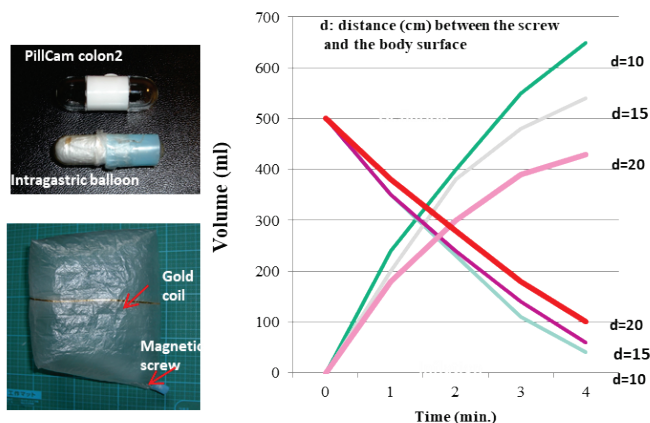 PillCam colon2
Intragastric balloon
Gold
coil
Magnetic
screw
d: distance (cm) between the screw
and the body surface
Volume (ml)
700
600
500
400
300
200
100
0
0
1
2
3
4
Time (min.)
d=10
d=15
d=20
d=20
d=15
d=10